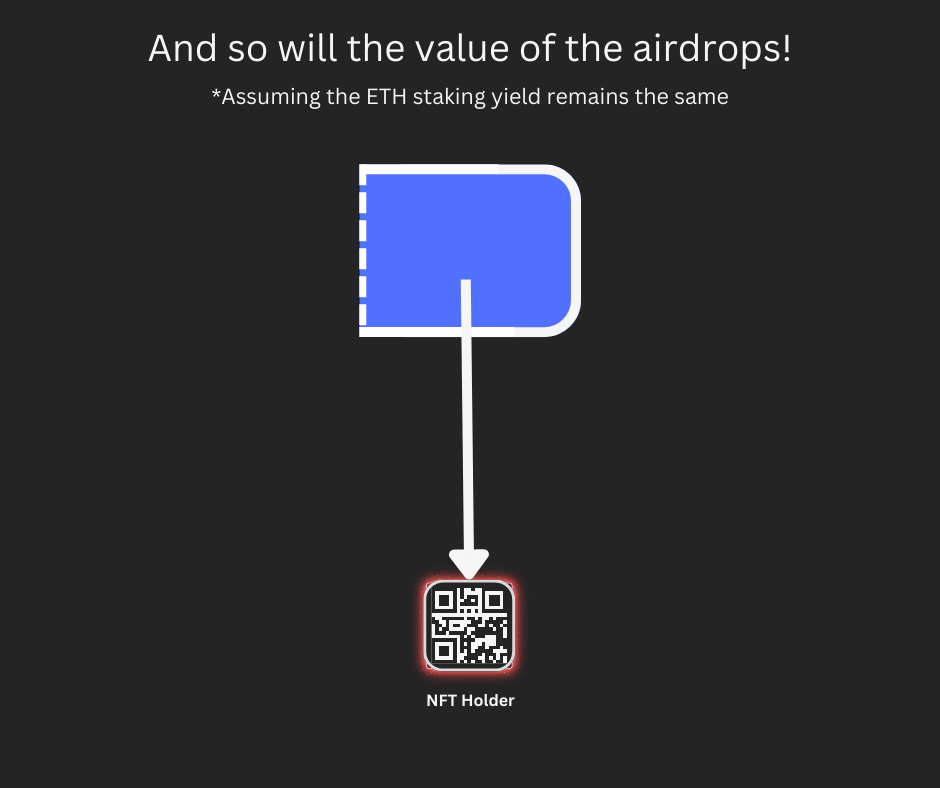 And so will the value of the airdrops!
*Assuming the ETH staking yield remains the same
NFT Holder